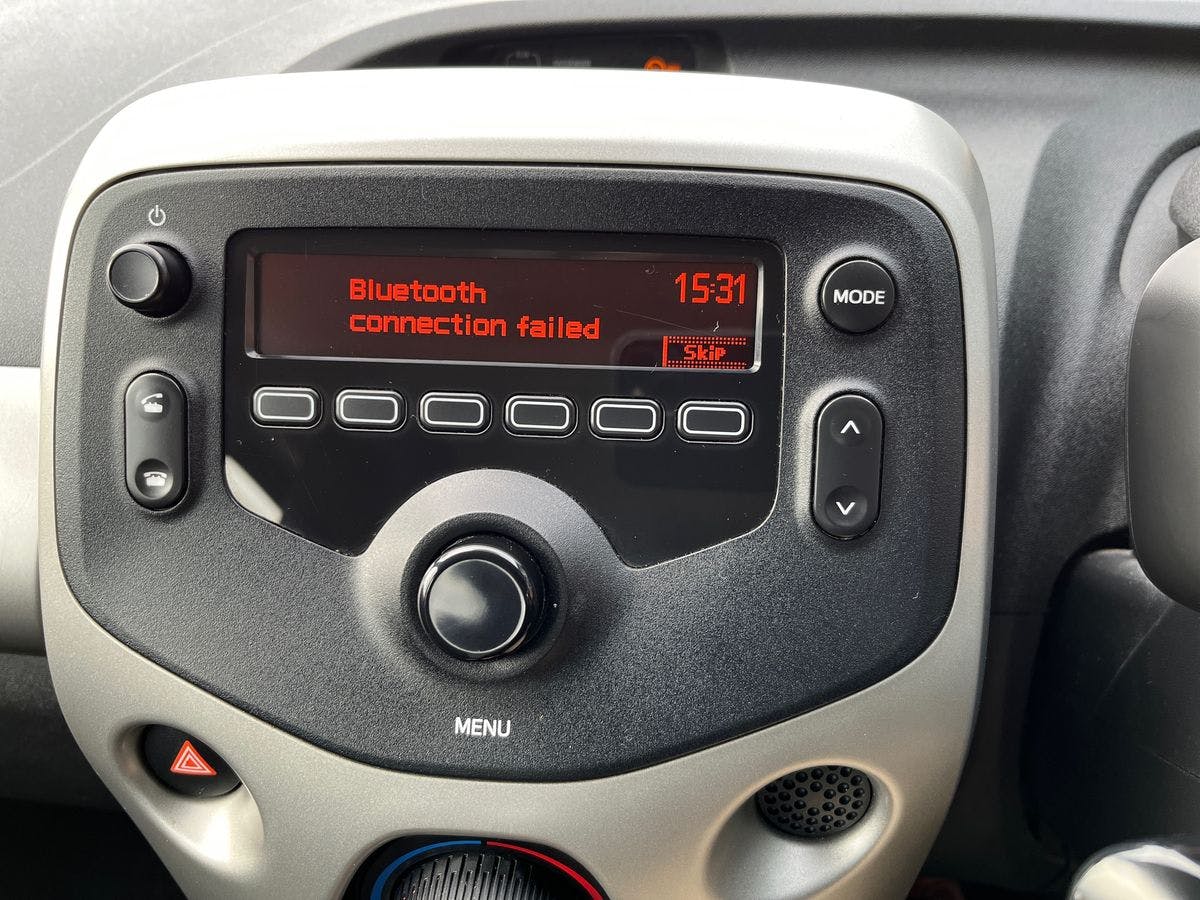 Bluetooth
connection failed
15:31
Skip
MODE
MENU